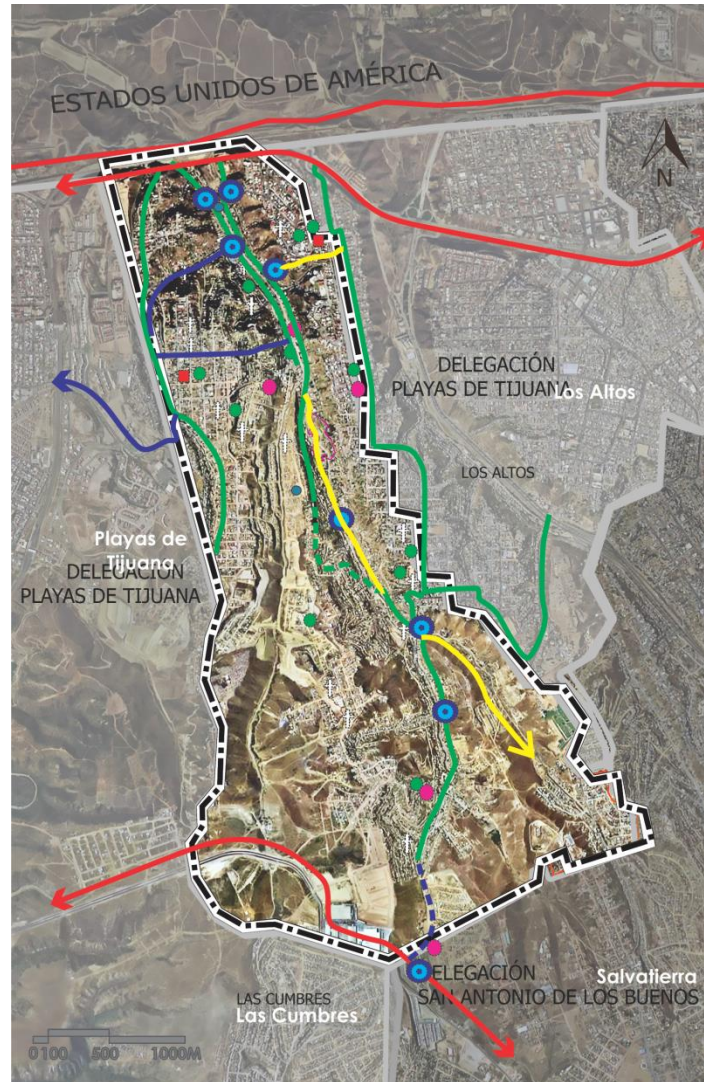 ESTADOS UNIDOS DE AMÉRICA
N
DELEGACIÓN
PLAYAS DE TIJUANA
Los Altos
LOS ALTOS
Playas de
Tijuana
DELEGACIÓN
PLAYAS DE TIJUANA
ELEGACIÓN
SAN ANTONIO DE LOS BUENOS
Salvatierra
LAS CUMBRES
Las Cumbres
0 100 500 1000M